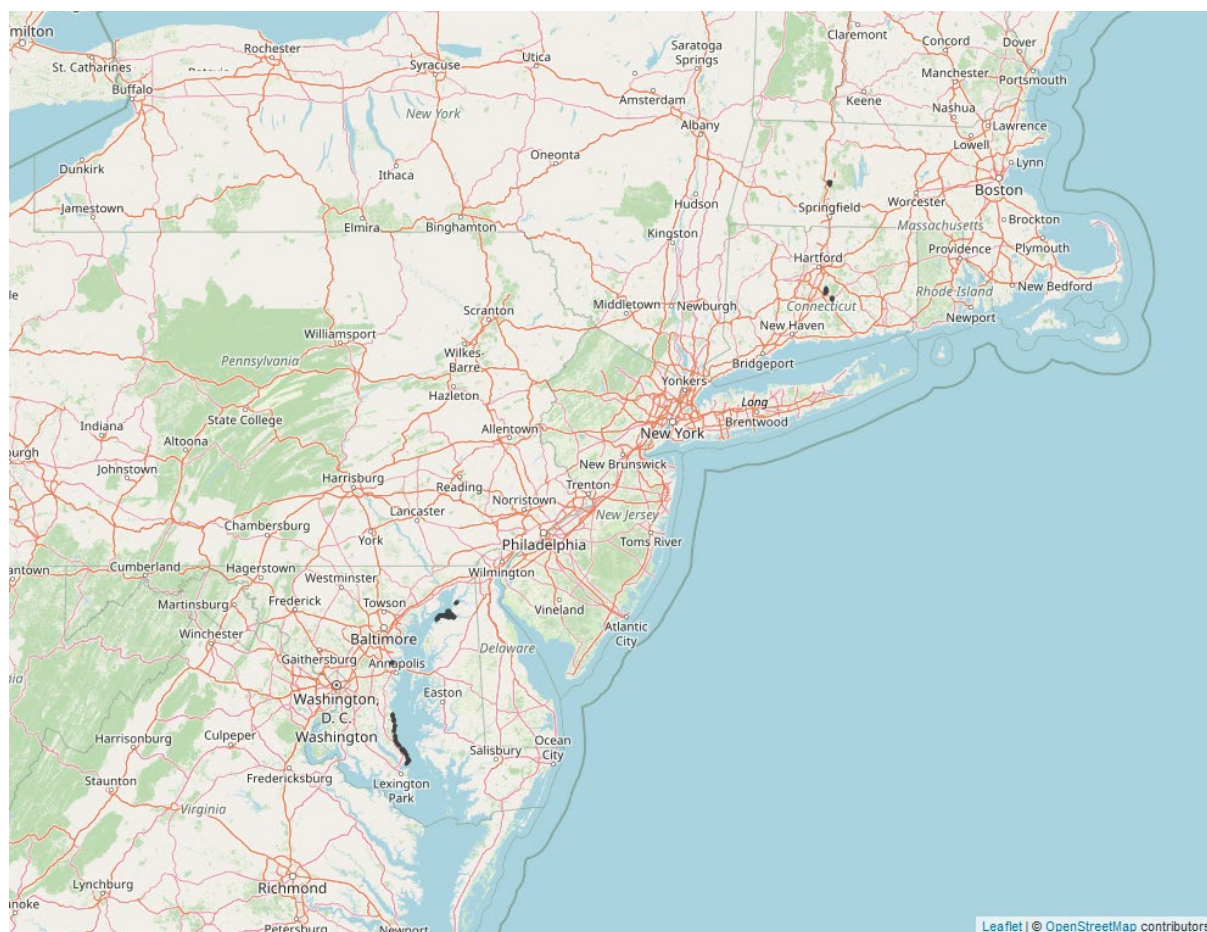 milton
St. Catharines
Buffalo
Rochester
Syracuse
Utica
Saratoga
Springs
Claremont
Concord
Dover
Manchester
Portsmouth
Keene
Nashua
Amsterdam
Albany
New York
Lawrence
Lowell
Lynn
Boston
Dunkirk
Ithaca
Oneonta
Jamestown
Elmira
Binghamton
Hudson
Kingston
Springfield
Worcester
Massachusetts
Brockton
Plymouth
Providence
Hartford
New Bedford
Rhode Island
Newport
Connecticut
New Haven
Bridgeport
Middletown
Newburgh
Scranton
Williamsport
Pennsylvania
Wilkes-
Barre
Hazleton
Yonkers
Long
Brentwood
New York
State College
Indiana
Altoona
burgh
Johnstown
Allentown
New Brunswick
Harrisburg
Reading
Trenton
Norristown
New Jersey
Lancaster
Chambersburg
York
Philadelphia
Toms River
antown
Cumberland
Hagerstown
Wilmington
Westminster
Martinsburg
Frederick
Towson
Vineland
Winchester
Baltimore
Atlantic
City
Gaithersburg
Annapolis
Delaware
nia
Washington,
D. C.
Washington
Easton
Harrisonburg
Culpeper
Salisbury
Ocean
City
Staunton
Fredericksburg
Lexington
Park
Virginia
Richmond
Lynchburg
noke
Petersburg
Newport
Leaflet | © OpenStreetMap contributors